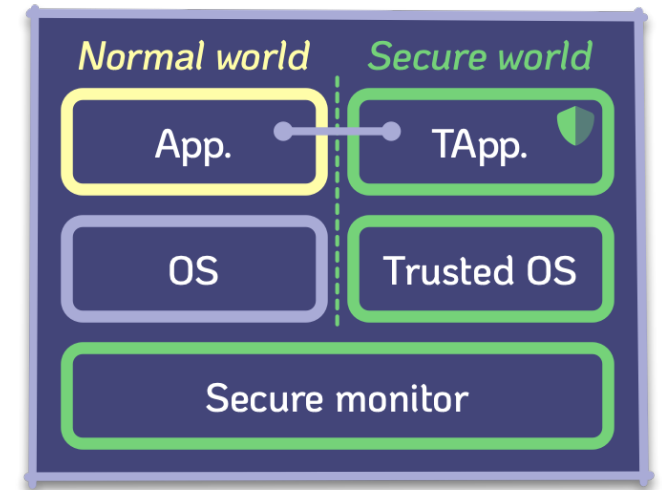 Normal world Secure world
App. TApp.
OS Trusted OS
Secure monitor